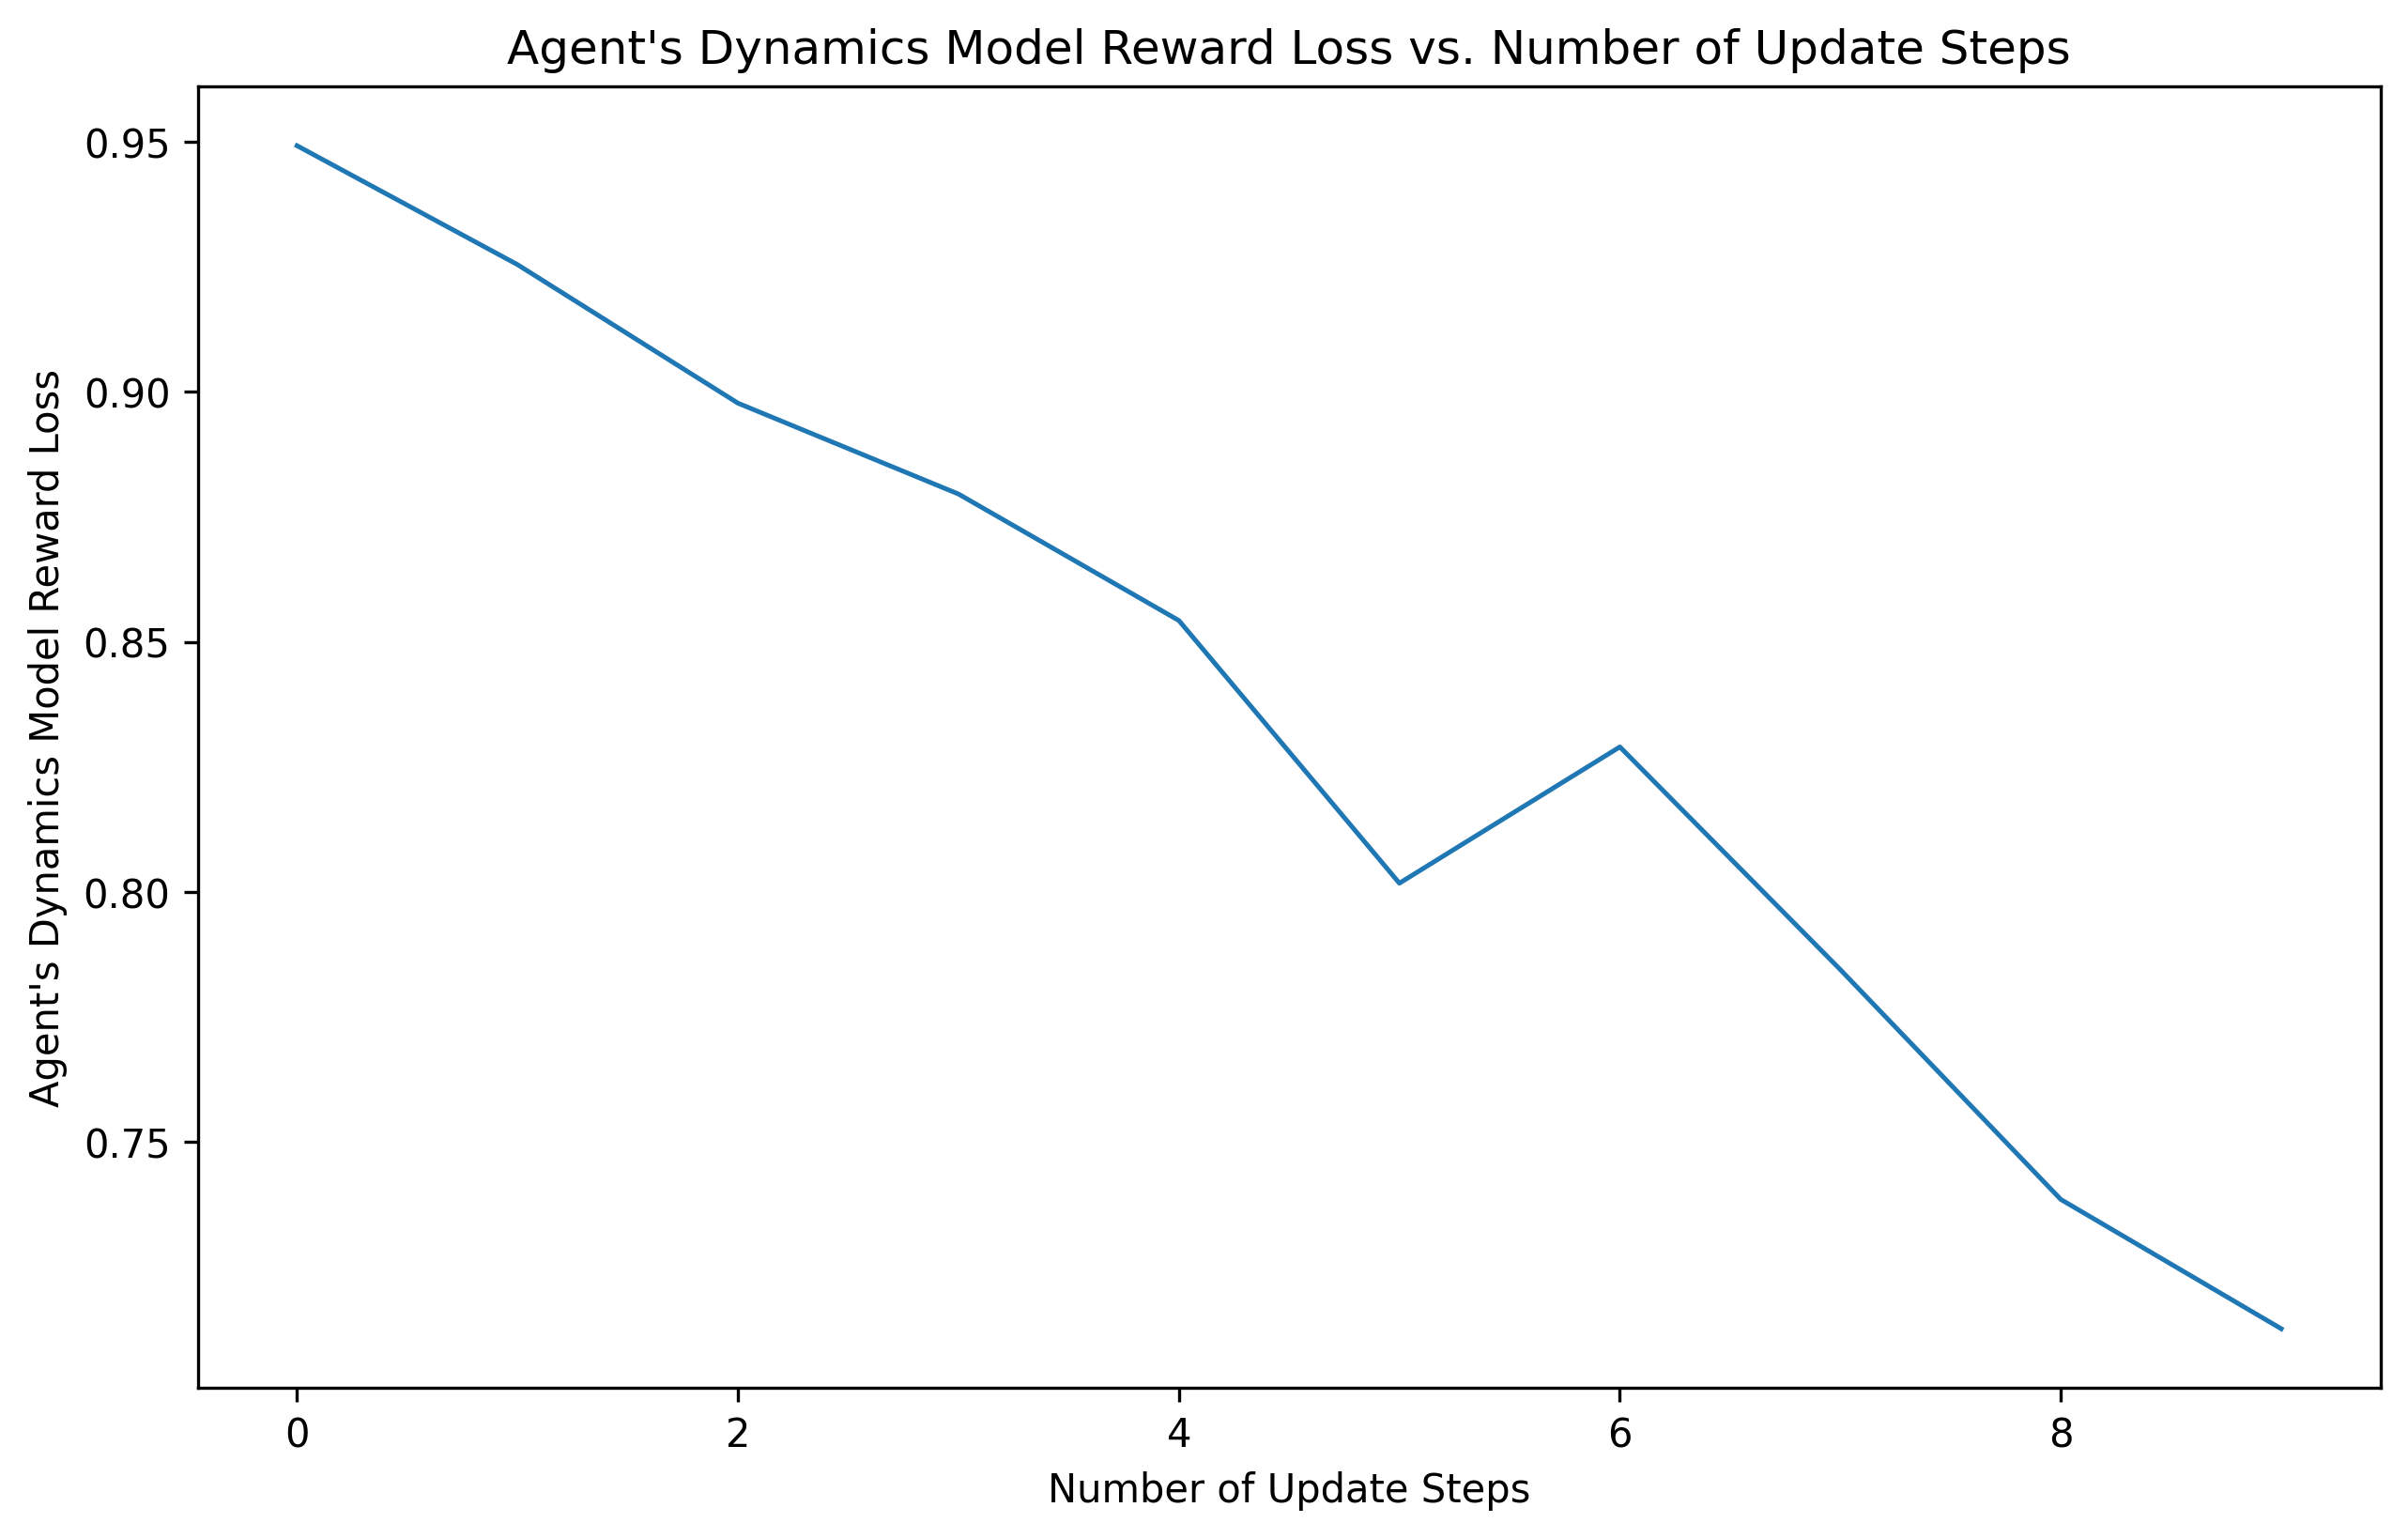 Agent's Dynamics Model Reward Loss vs. Number of Update Steps
Agent's Dynamics Model Reward Loss
0.95
0.90
0.85
0.80
0.75
0 2 4 6 8
Number of Update Steps